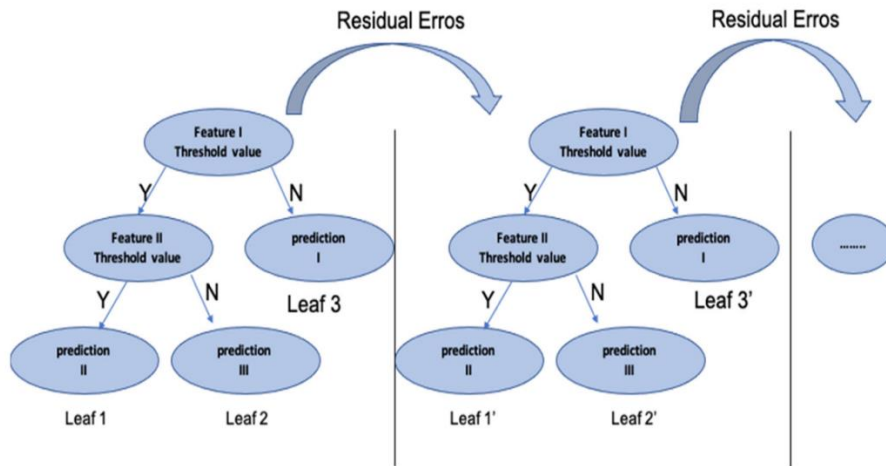 Residual Erros
Residual Erros
Feature I
Threshold value
Y
N
Feature II
Threshold value
prediction
I
Leaf 3
Y
N
prediction
II
prediction
III
Leaf 1
Leaf 2
Feature I
Threshold value
Y
N
Feature II
Threshold value
prediction
I
Leaf 3’
Y
N
prediction
II
prediction
III
Leaf 1’
Leaf 2’
........